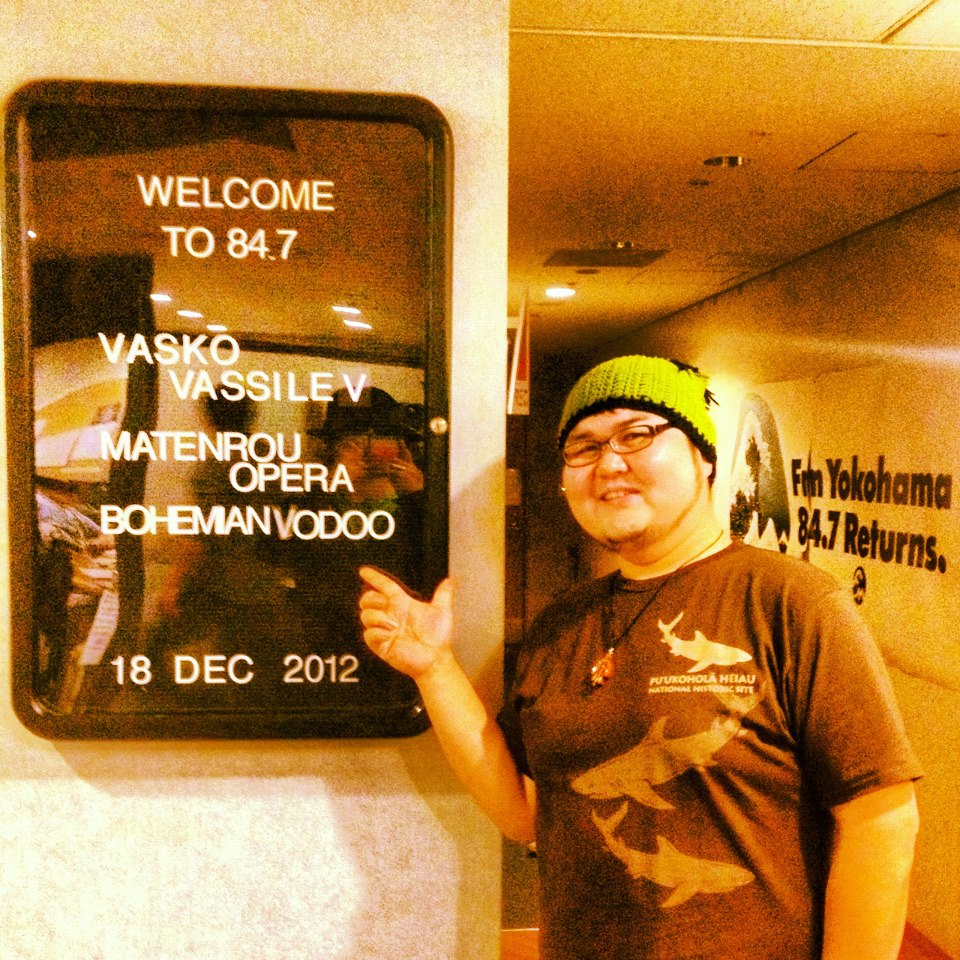 WELCOME
TO 84.7
VASKO
VASSILEV
MATENROU
OPERA
BOHEMIANVODOO
18 DEC 2012
From Yokohama
84.7 Returns.
PU'UKOHOLĀ HEIAU
NATIONAL HISTORIC SITE